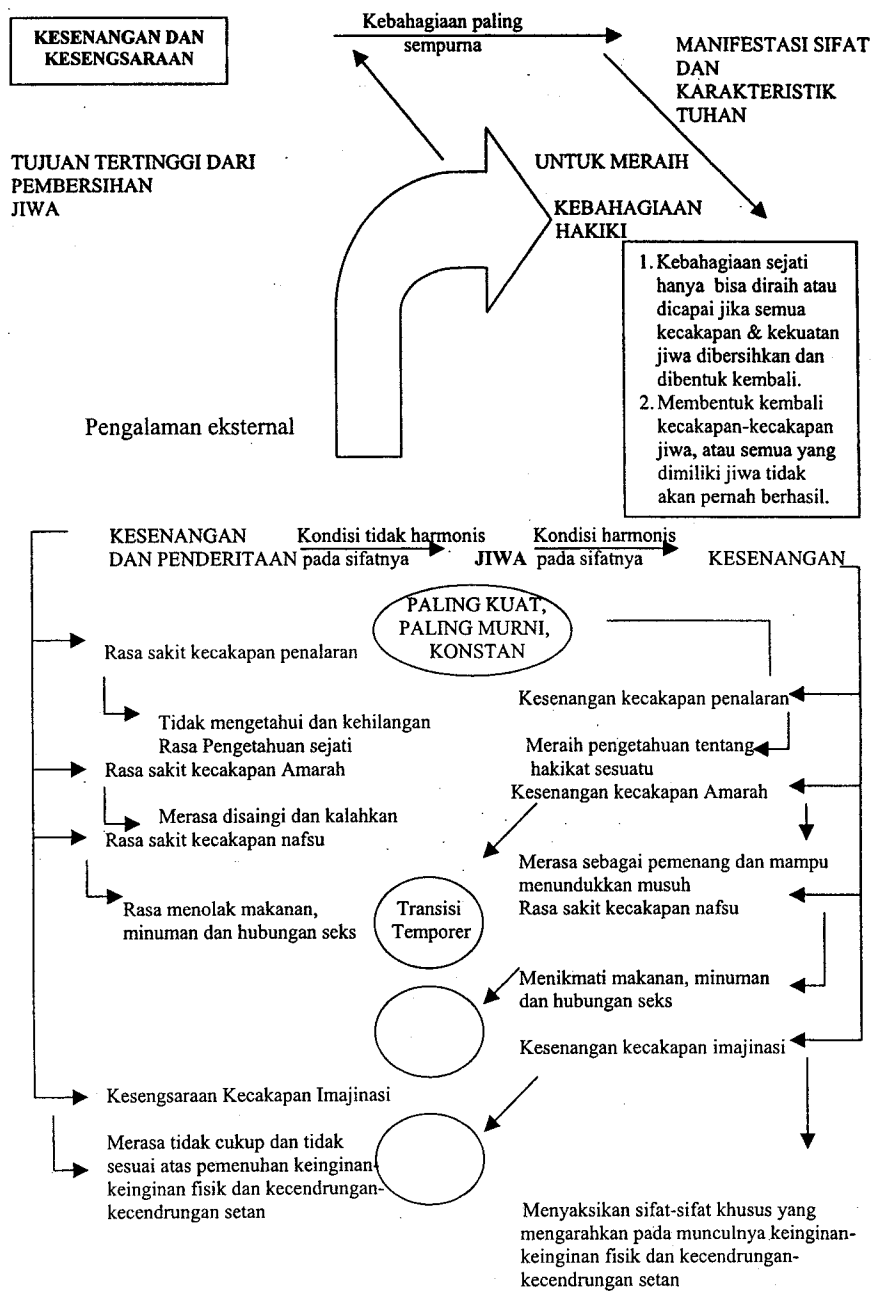 KESENANGAN DAN
KESENGSARAAN
Kebahagiaan paling
sempurna
MANIFESTASI SIFAT
DAN
KARAKTERISTIK
TUHAN
TUJUAN TERTINGGI DARI
PEMBERSIHAN
JIWA
UNTUK MERAIH
KEBAHAGIAAN
HAKIKI
1. Kebahagiaan sejati
hanya bisa diraih atau
dicapai jika semua
kecakapan & kekuatan
jiwa dibersihkan dan
dibentuk kembali.
2. Membentuk kembali
kecakapan-kecakapan
jiwa, atau semua yang
dimiliki jiwa tidak
akan pernah berhasil.
Pengalaman eksternal
KESENANGAN
DAN PENDERITAAN
Kondisi tidak harmonis
pada sifatnya
JIWA
Kondisi harmonis
pada sifatnya
KESENANGAN
PALING KUAT,
PALING MURNI,
KONSTAN
Rasa sakit kecakapan penalaran
Tidak mengetahui dan kehilangan
Rasa Pengetahuan sejati
Rasa sakit kecakapan Amarah
Merasa disaingi dan kalahkan
Rasa sakit kecakapan nafsu
Rasa menolak makanan,
minuman dan hubungan seks
Transisi
Temporer
Kesenangan kecakapan penalaran
Meraih pengetahuan tentang
hakikat sesuatu
Kesenangan kecakapan Amarah
Merasa sebagai pemenang dan mampu
menundukkan musuh
Rasa sakit kecakapan nafsu
Menikmati makanan, minuman
dan hubungan seks
Kesenangan kecakapan imajinasi
Kesengsaraan Kecakapan Imajinasi
Merasa tidak cukup dan tidak
sesuai atas pemenuhan keinginan-
keinginan fisik dan kecendrungan-
kecendrungan setan
Menyaksikan sifat-sifat khusus yang
mengarahkan pada munculnya keinginan-
keinginan fisik dan kecendrungan-
kecendrungan setan